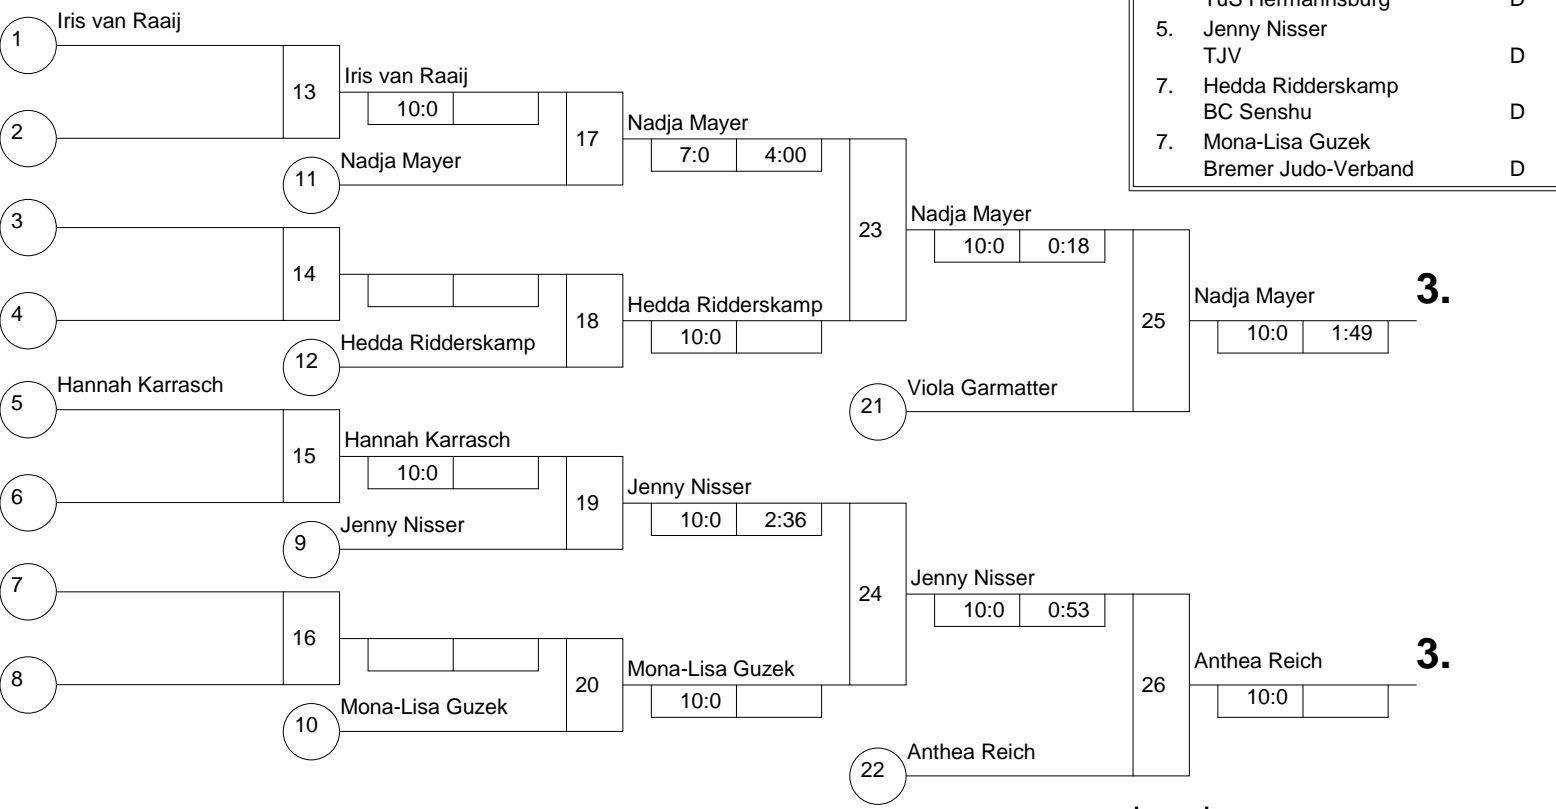 TuS Hermannsburg D
5. Jenny Nisser
TJV D
7. Hedda Ridderskamp
BC Senshu D
7. Mona-Lisa Guzek
Bremer Judo-Verband D
1 Iris van Raaij
2
13 Iris van Raaij
10:0
11 Nadja Mayer
17 Nadja Mayer
7:0 4:00
3
4
14
12 Hedda Ridderskamp
18 Hedda Ridderskamp
10:0
23 Nadja Mayer
10:0 0:18
21 Viola Garmatter
25 Nadja Mayer 3.
10:0 1:49
5 Hannah Karrasch
6
15 Hannah Karrasch
10:0
9 Jenny Nisser
19 Jenny Nisser
10:0 2:36
7
8
16
10 Mona-Lisa Guzek
20 Mona-Lisa Guzek
10:0
24 Jenny Nisser
10:0 0:53
22 Anthea Reich
26 Anthea Reich 3.
10:0